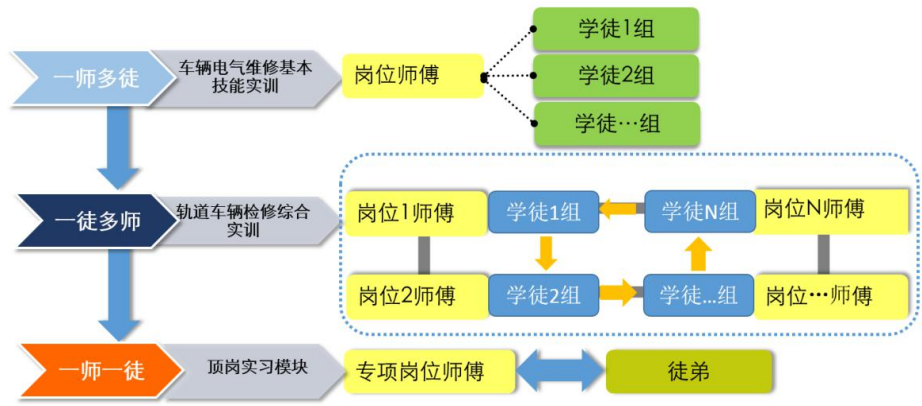 一师多徒
车辆电气维修基本
技能实训
岗位师傅
学徒1组
学徒2组
学徒…组
一徒多师
轨道车辆检修综合
实训
岗位1师傅
学徒1组
学徒N组
岗位N师傅
岗位2师傅
学徒2组
学徒...组
岗位…师傅
一师一徒
顶岗实习模块
专项岗位师傅
徒弟